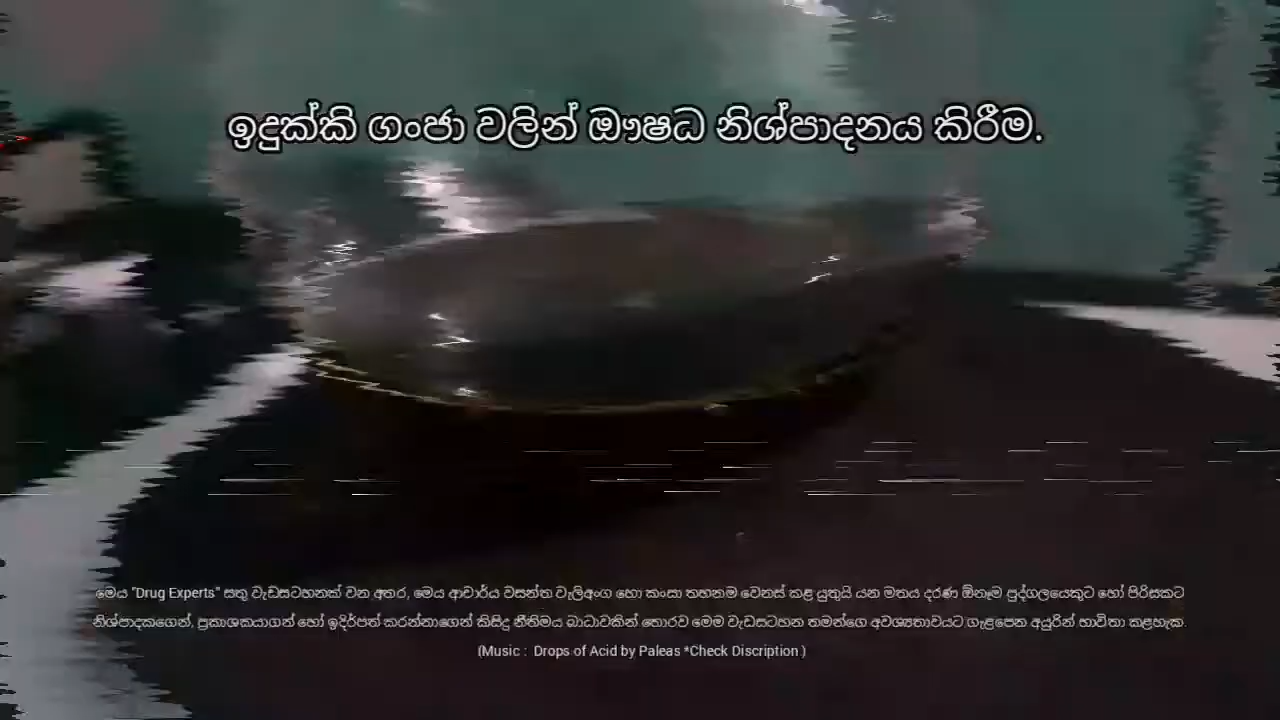 ඉදුක්කි ගංජා වලින් ඖෂධ නිශ්පාදනය කිරීම.
මෙය "Drug Experts" සතු වැඩසටහනක් වන අතර, මෙය ආචාර්ය වසන්ත වැලිඅංග හො කංසා තහනම වෙනස් කළ යුතුයි යන මතය දරණ ඕනෑම පුද්ගලයෙකුට හෝ පිරිසකට
නිශ්පාදකගෙන්, ප්‍රකාශකයාගන් හෝ ඉදිර්පත් කරන්නාගෙන් කිසිදු නීතිමය බාධාවකින් තොරව මෙම වැඩසටහන තමන්ගෙ අවශ්‍යතාවයට ගැළපෙන අයුරින් භාවිතා කළහැක.
(Music : Drops of Acid by Paleas *Check Discription )